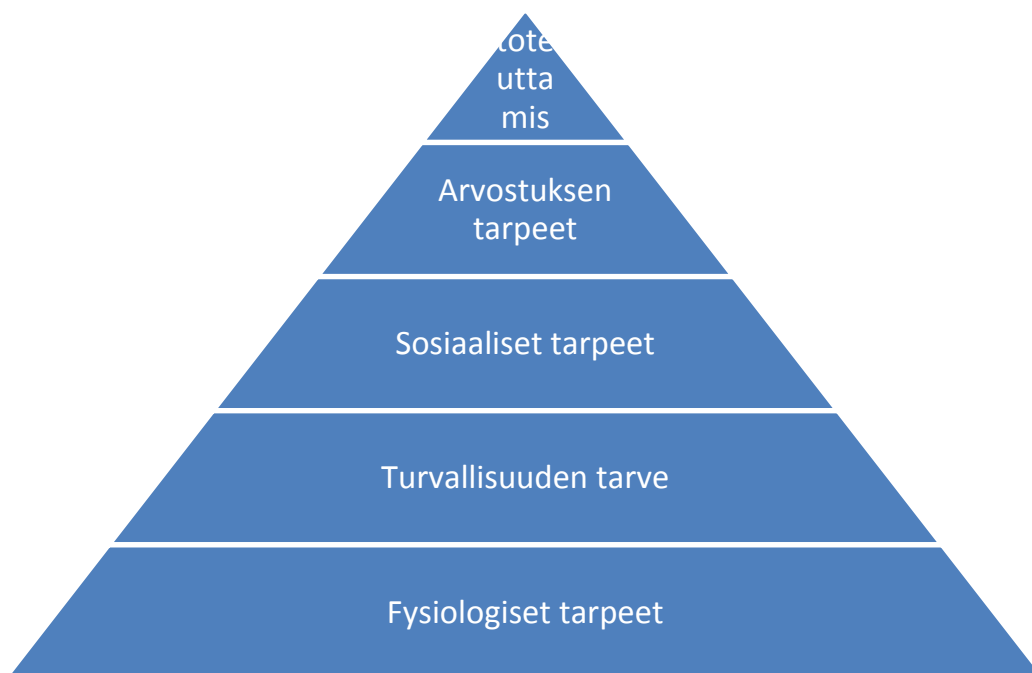 tote
utta
mis
Arvostuksen
tarpeet
Sosiaaliset tarpeet
Turvallisuuden tarve
Fysiologiset tarpeet